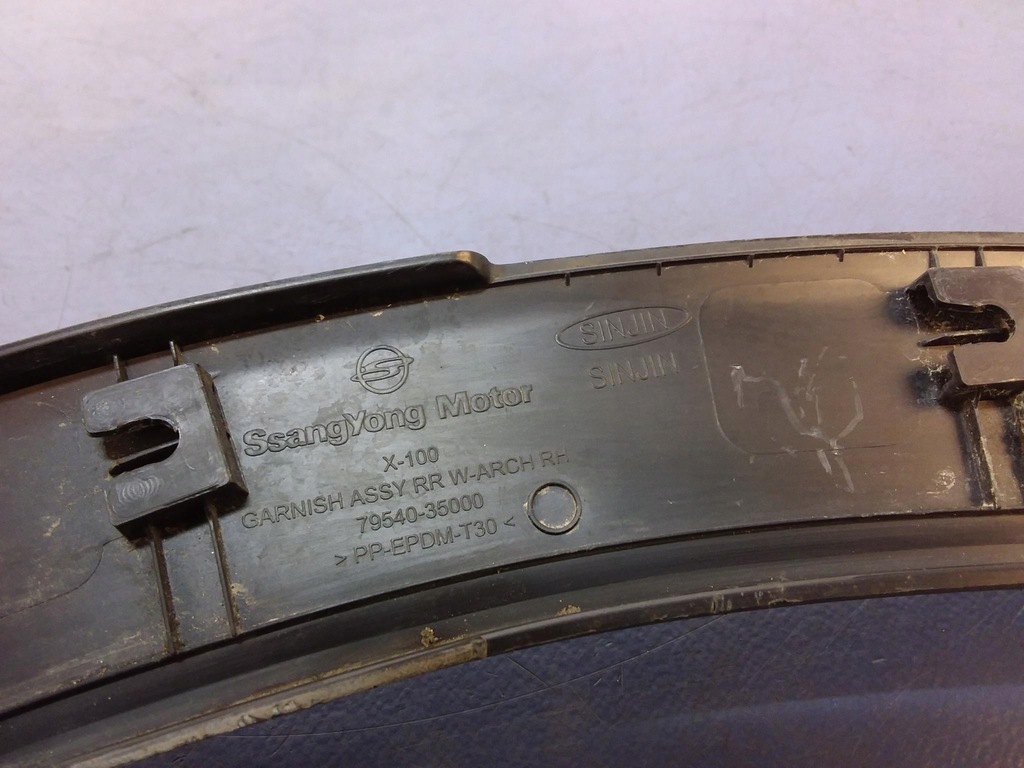 SsangYong Motor
X-100
GARNISH ASSY RR W-ARCH RH
79540-35000
> PP-EPDM-T30 <
SINJIN
SINJIN